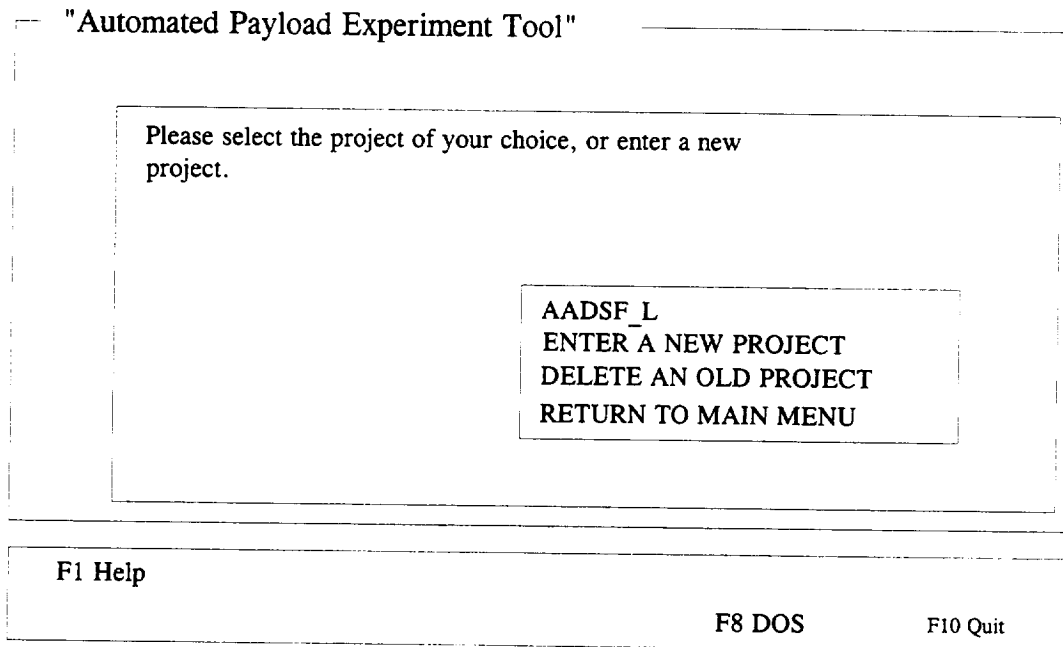 "Automated Payload Experiment Tool"
Please select the project of your choice, or enter a new
project.
AADSF_L
ENTER A NEW PROJECT
DELETE AN OLD PROJECT
RETURN TO MAIN MENU
F1 Help
F8 DOS
F10 Quit